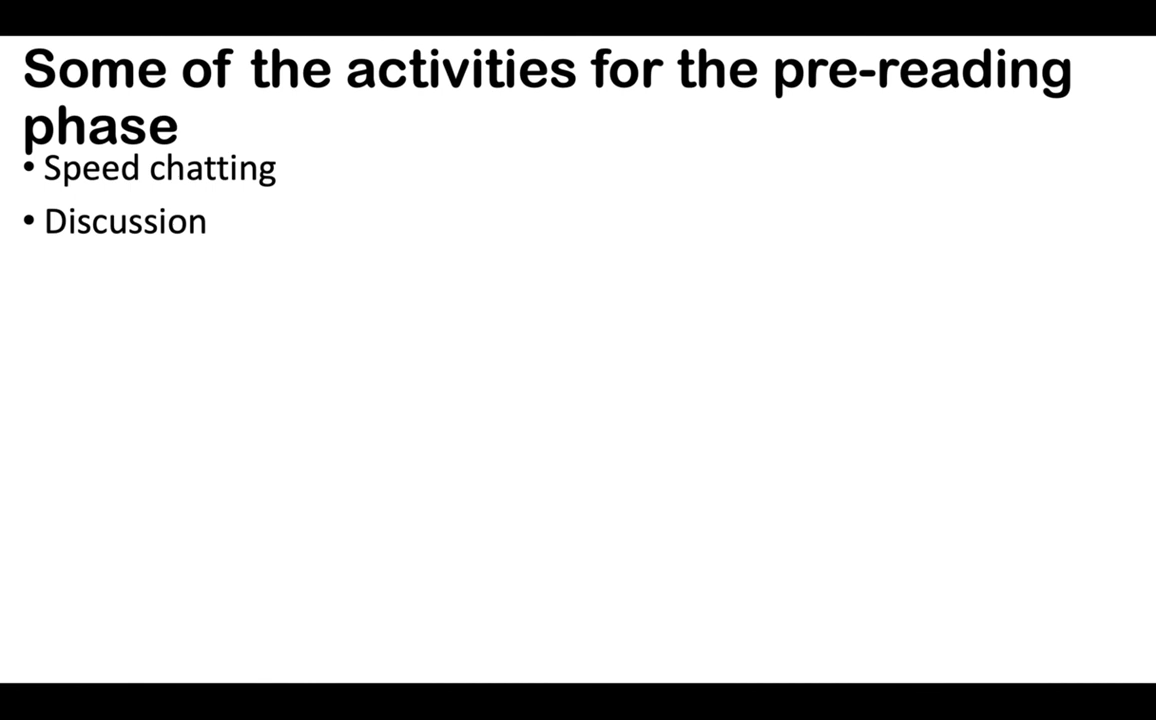 Some of the activities for the pre-reading
phase
• Speed chatting
• Discussion